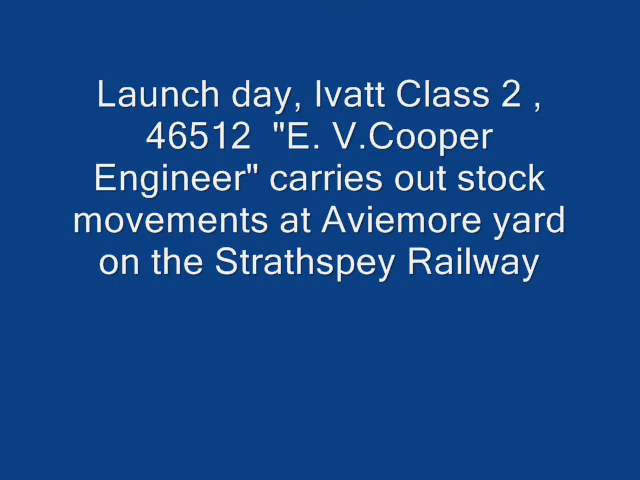 Launch day, Ivatt Class 2 ,
46512  "E. V.Cooper
Engineer" carries out stock
movements at Aviemore yard
on the Strathspey Railway